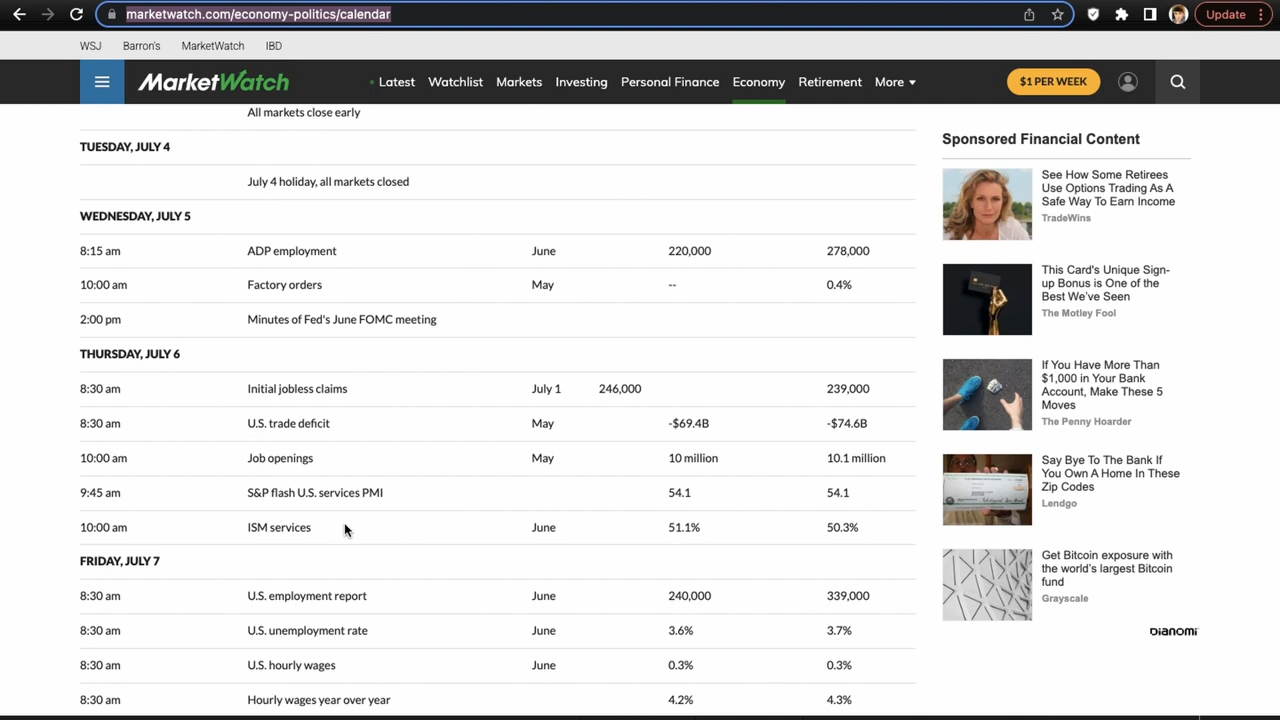 marketwatch.com/economy-politics/calendar
Update
WSJ Barron's MarketWatch IBD
MarketWatch Latest Watchlist Markets Investing Personal Finance Economy Retirement More $1 PER WEEK
All markets close early
TUESDAY, JULY 4
July 4 holiday, all markets closed
WEDNESDAY, JULY 5
8:15 am ADP employment June 220,000 278,000
10:00 am Factory orders May -- 0.4%
2:00 pm Minutes of Fed's June FOMC meeting
THURSDAY, JULY 6
8:30 am Initial jobless claims July 1 246,000 239,000
8:30 am U.S. trade deficit May -$69.4B -$74.6B
10:00 am Job openings May 10 million 10.1 million
9:45 am S&P flash U.S. services PMI 54.1 54.1
10:00 am ISM services June 51.1% 50.3%
FRIDAY, JULY 7
8:30 am U.S. employment report June 240,000 339,000
8:30 am U.S. unemployment rate June 3.6% 3.7%
8:30 am U.S. hourly wages June 0.3% 0.3%
8:30 am Hourly wages year over year 4.2% 4.3%
Sponsored Financial Content
See How Some Retirees
Use Options Trading As A
Safe Way To Earn Income
TradeWins
This Card's Unique Sign-
up Bonus is One of the
Best We've Seen
The Motley Fool
If You Have More Than
$1,000 in Your Bank
Account, Make These 5
Moves
The Penny Hoarder
Say Bye To The Bank If
You Own A Home In These
Zip Codes
Lendgo
Get Bitcoin exposure with
the world's largest Bitcoin
fund
Grayscale
DIANOMI